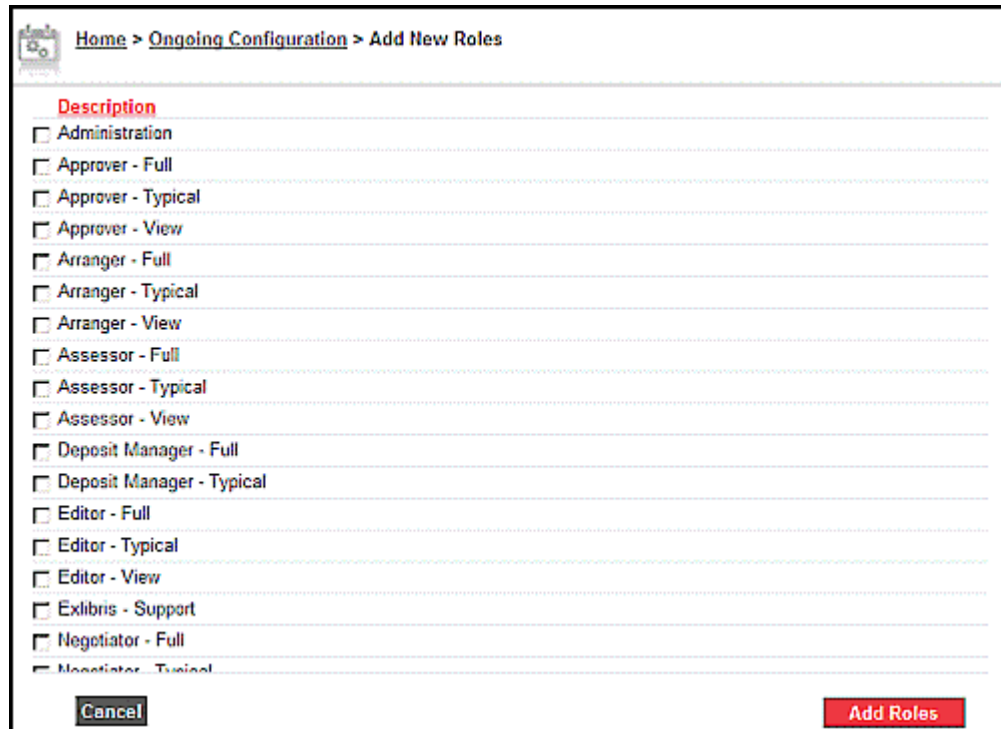 Home > Ongoing Configuration > Add New Roles
Description
Administration
Approver - Full
Approver - Typical
Approver - View
Arranger - Full
Arranger - Typical
Arranger - View
Assessor - Full
Assessor - Typical
Assessor - View
Deposit Manager - Full
Deposit Manager - Typical
Editor - Full
Editor - Typical
Editor - View
Exlibris - Support
Negotiator - Full
Negotiator - Typical
Cancel Add Roles